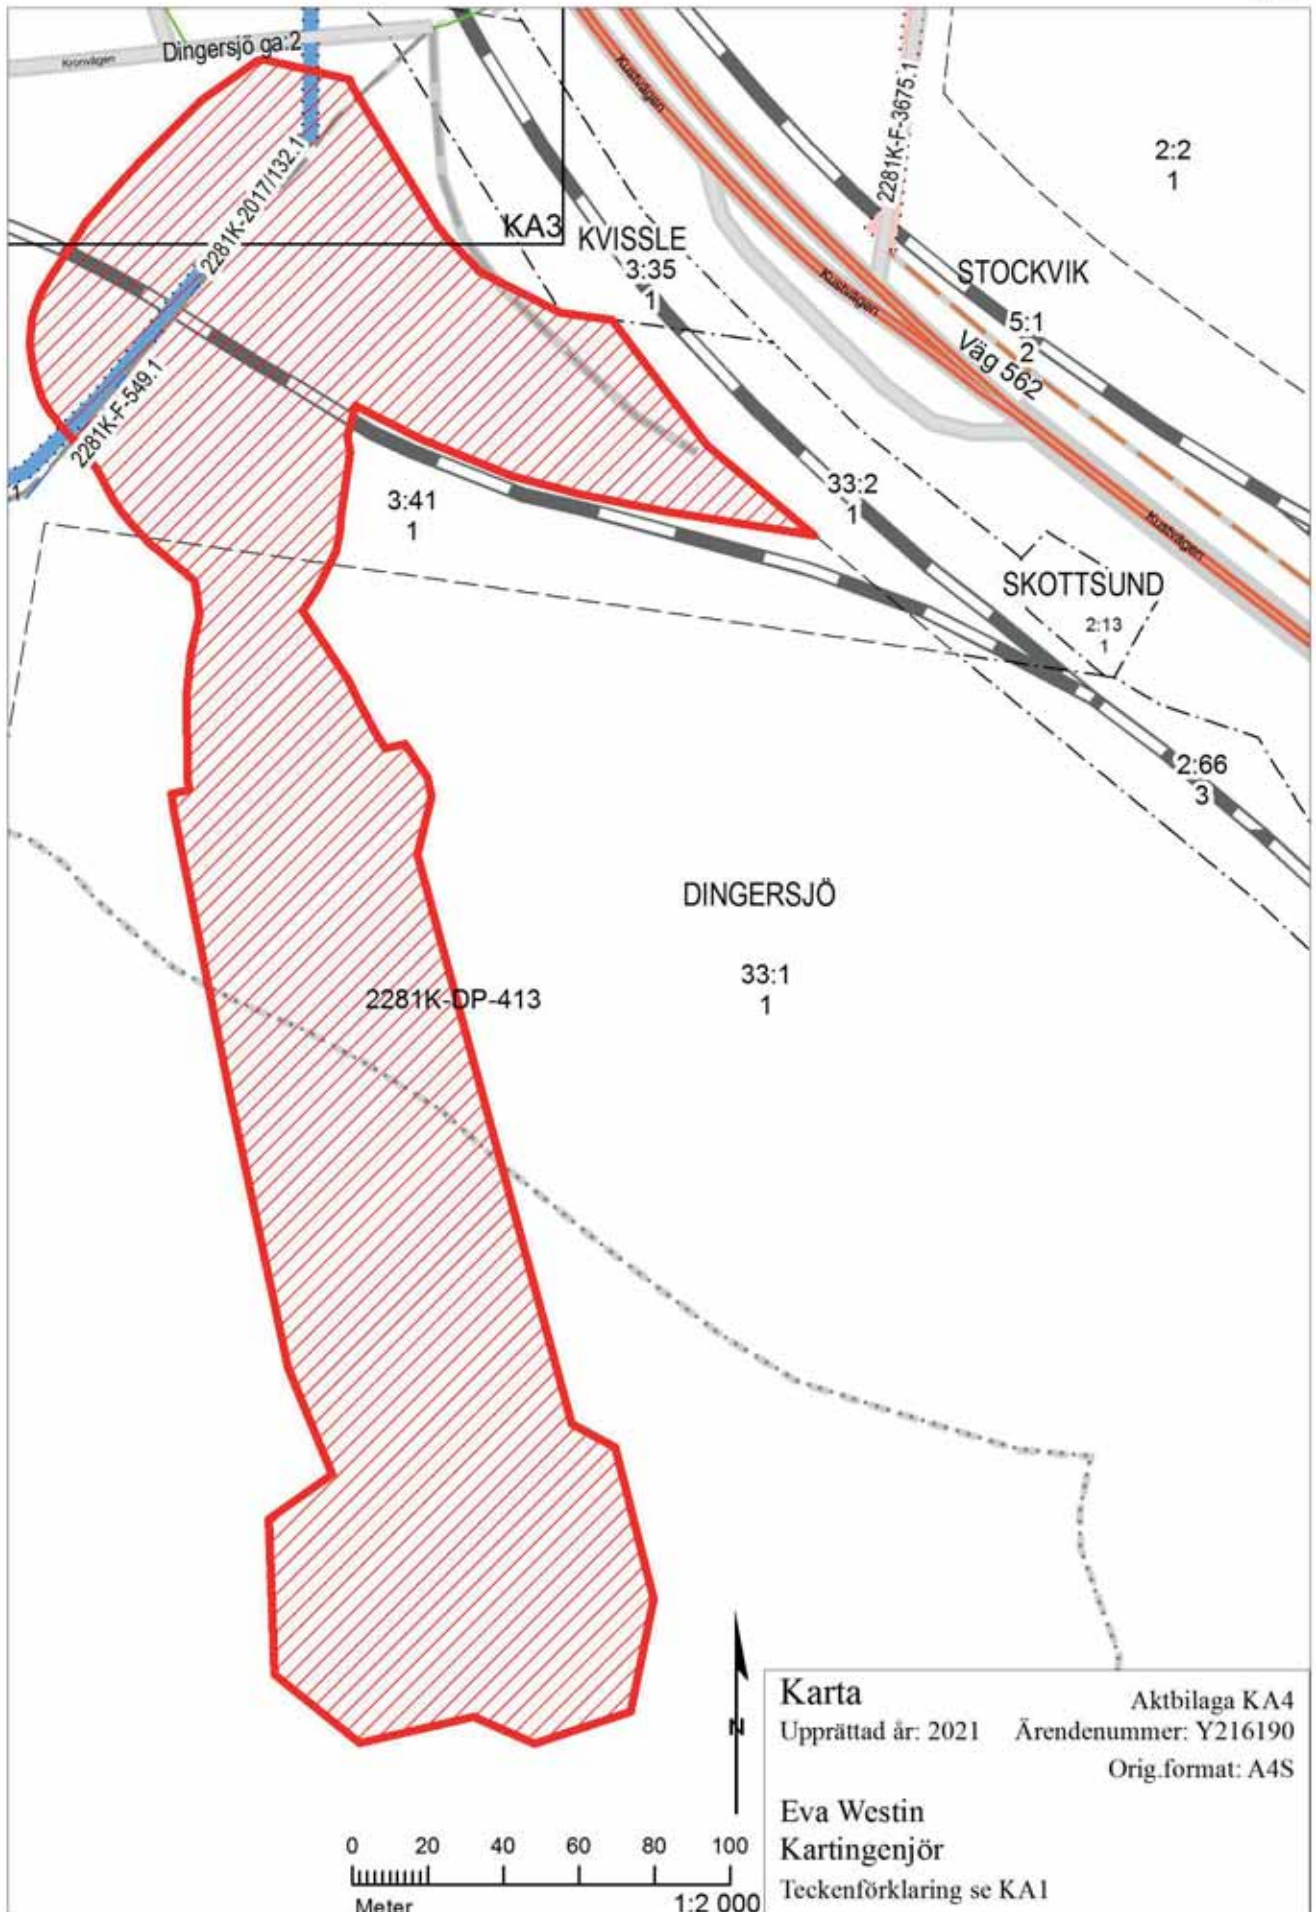 Kronvägen
Dingersjö ga:2
2281K-2017/132.1
2281K-F-549.1
1
KA3
KVISSLE
3:35
1
Kustvägen
Kustvägen
2281K-F-3675.1
2:2
1
STOCKVIK
5:1
2
Väg 562
3:41
1
33:2
1
Kustvägen
SKOTTSUND
2:13
1
2:66
3
DINGERSJÖ
33:1
1
2281K-DP-413
N
0 20 40 60 80 100
Meter
1:2 000
Karta
Aktbilaga KA4
Upprättad år: 2021 Ärendenummer: Y216190
Orig.format: A4S
Eva Westin
Kartingenjör
Teckenförklaring se KA1